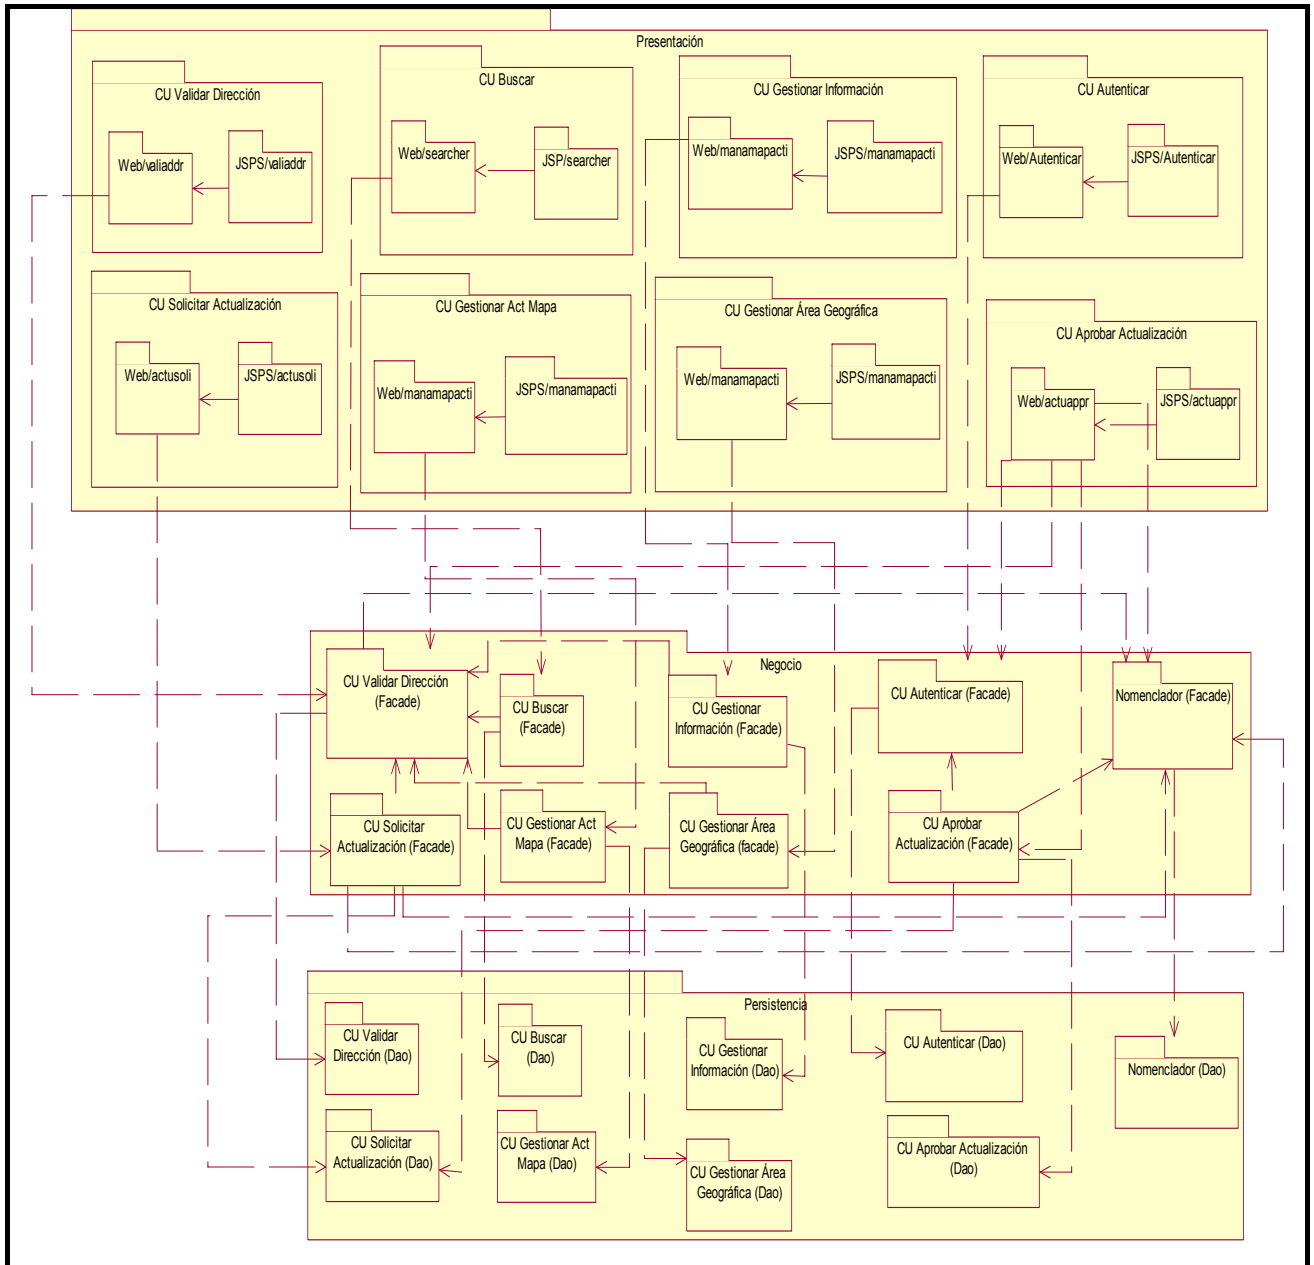 Presentación
CU Validar Dirección
Web/valiaddr
JSPS/valiaddr
CU Buscar
Web/searcher
JSP/searcher
CU Gestionar Información
Web/manamapacti
JSPS/manamapacti
CU Autenticar
Web/Autenticar
JSPS/Autenticar
CU Solicitar Actualización
Web/actusoli
JSPS/actusoli
CU Gestionar Act Mapa
Web/manamapacti
JSPS/manamapacti
CU Gestionar Área Geográfica
Web/manamapacti
JSPS/manamapacti
CU Aprobar Actualización
Web/actuappr
JSPS/actuappr
Negocio
CU Validar Dirección
(Facade)
CU Buscar
(Facade)
CU Gestionar
Información (Facade)
CU Autenticar (Facade)
Nomenclador (Facade)
CU Solicitar
Actualización (Facade)
CU Gestionar Act
Mapa (Facade)
CU Gestionar Área
Geográfica (facade)
CU Aprobar
Actualización (Facade)
Persistencia
CU Validar
Dirección (Dao)
CU Buscar
(Dao)
CU Gestionar
Información (Dao)
CU Autenticar (Dao)
Nomenclador (Dao)
CU Solicitar
Actualización (Dao)
CU Gestionar Act
Mapa (Dao)
CU Gestionar Área
Geográfica (Dao)
CU Aprobar Actualización
(Dao)